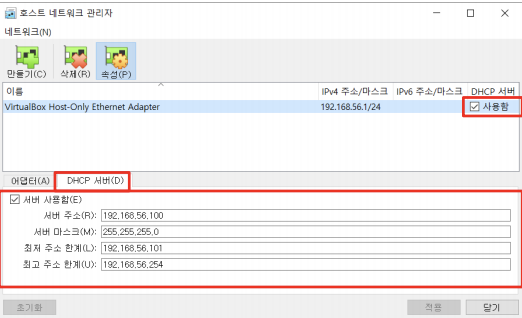 호스트 네트워크 관리자
네트워크(N)
만들기(C) 삭제(R) 속성(P)
이름 IPv4 주소/마스크 IPv6 주소/마스크 DHCP 서버
VirtualBox Host-Only Ethernet Adapter 192.168.56.1/24 사용함
어댑터(A) DHCP 서버(D)
서버 사용함(E)
서버 주소(R): 192.168.56.100
서버 마스크(M): 255.255.255.0
최저 주소 한계(L): 192.168.56.101
최고 주소 한계(U): 192.168.56.254
초기화 적용 닫기